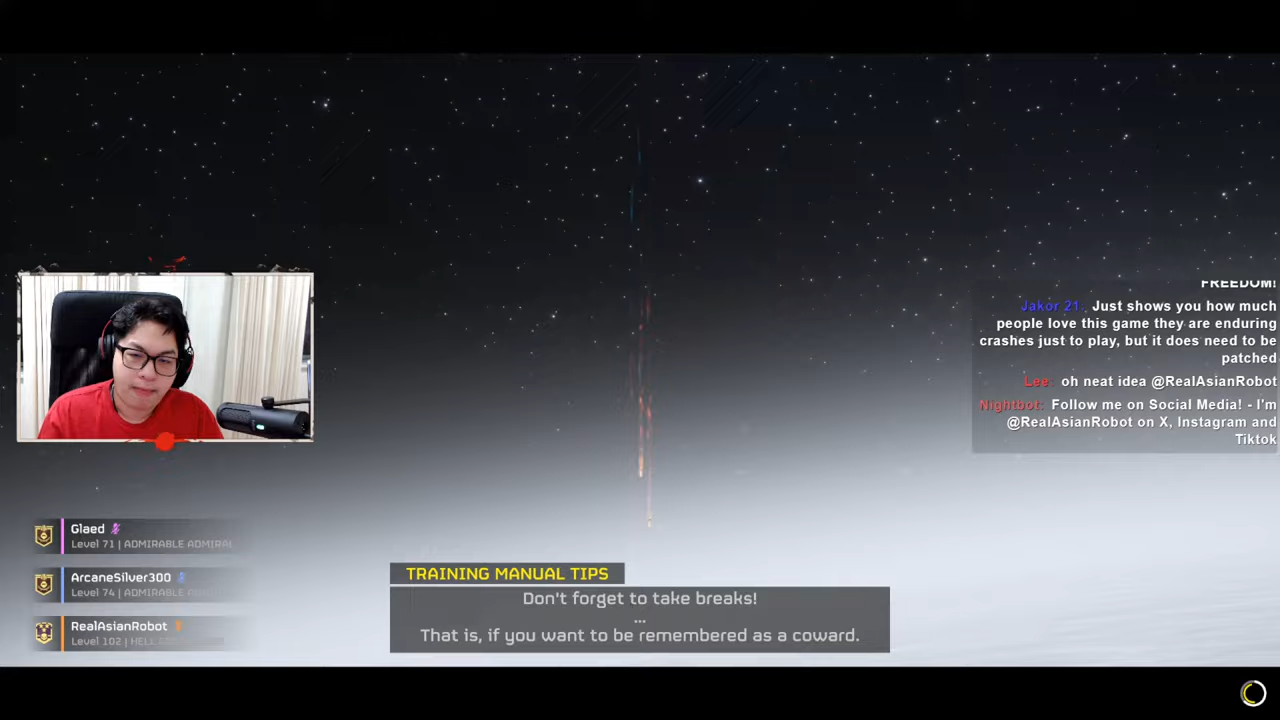 FREEDOM!
Jakor 21: Just shows you how much
people love this game they are enduring
crashes just to play, but it does need to be
patched
Lee: oh neat idea @RealAsianRobot
Nightbot: Follow me on Social Media! - I'm
@RealAsianRobot on X, Instagram and
Tiktok
Glaed
Level 71 | ADMIRABLE ADMIRAL
ArcaneSilver300
Level 74 | ADMIRABLE
RealAsianRobot
Level 102 |
TRAINING MANUAL TIPS
Don't forget to take breaks!
...
That is, if you want to be remembered as a coward.